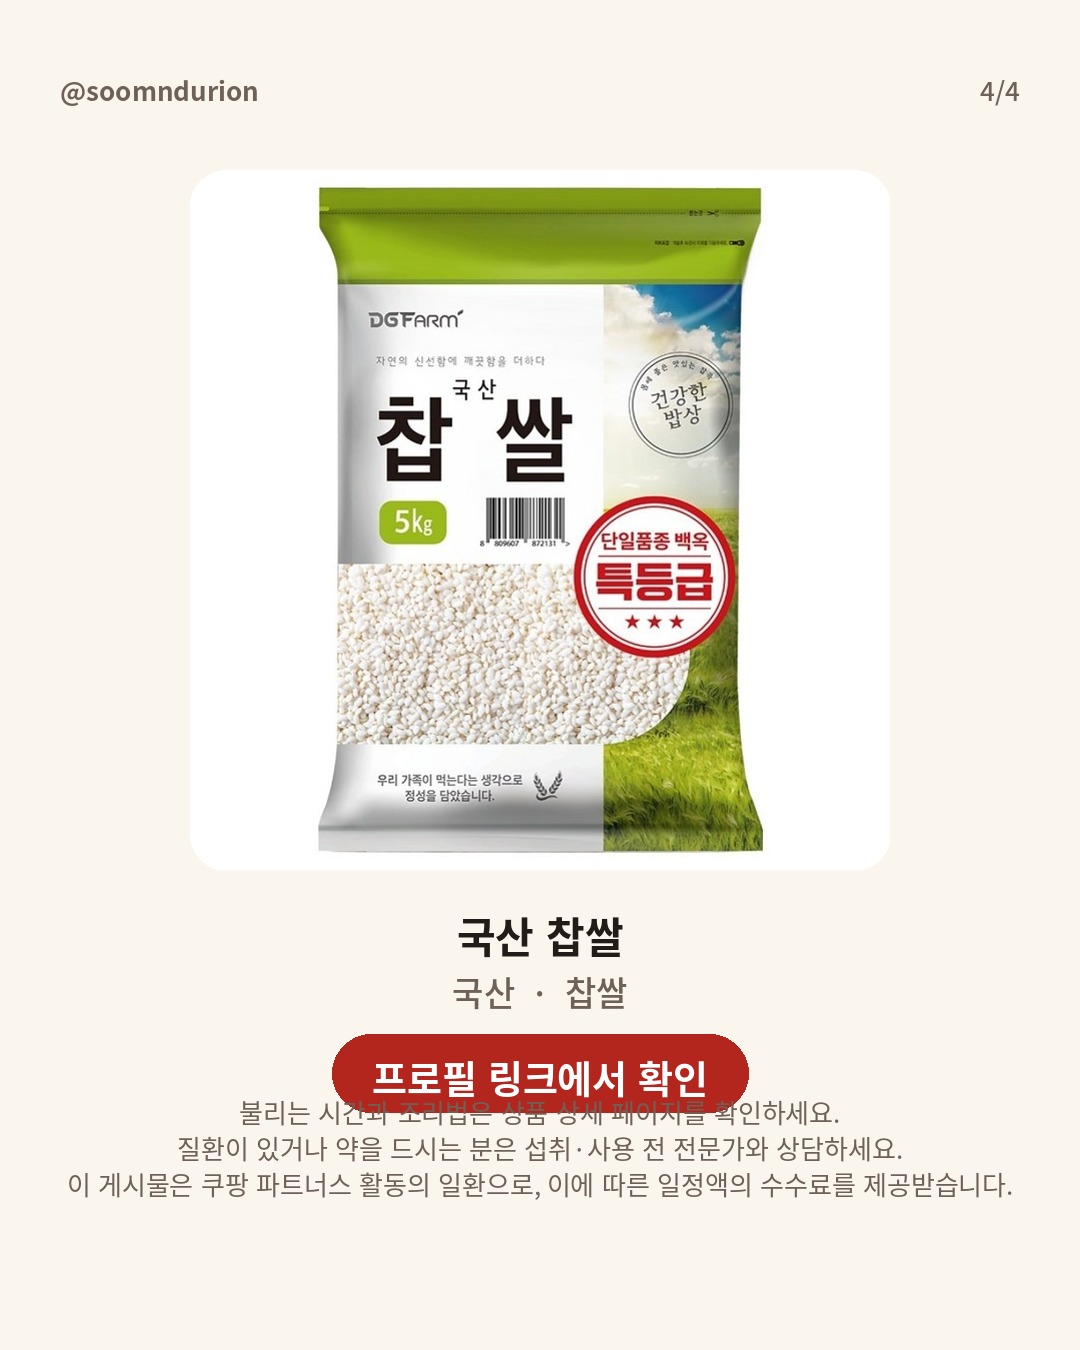 @soomndurion
4/4
DGFARM
자연의 신선함에 깨끗함을 더하다
국산
찹쌀
5kg
8 809607 872131 >
건강한
밥상
단일품종 백옥
특등급
★★★
우리 가족이 먹는다는 생각으로
정성을 담았습니다.
국산 찹쌀
국산 · 찹쌀
프로필 링크에서 확인
불리는 시간과 조리법은 상품 상세 페이지를 확인하세요.
질환이 있거나 약을 드시는 분은 섭취·사용 전 전문가와 상담하세요.
이 게시물은 쿠팡 파트너스 활동의 일환으로, 이에 따른 일정액의 수수료를 제공받습니다.